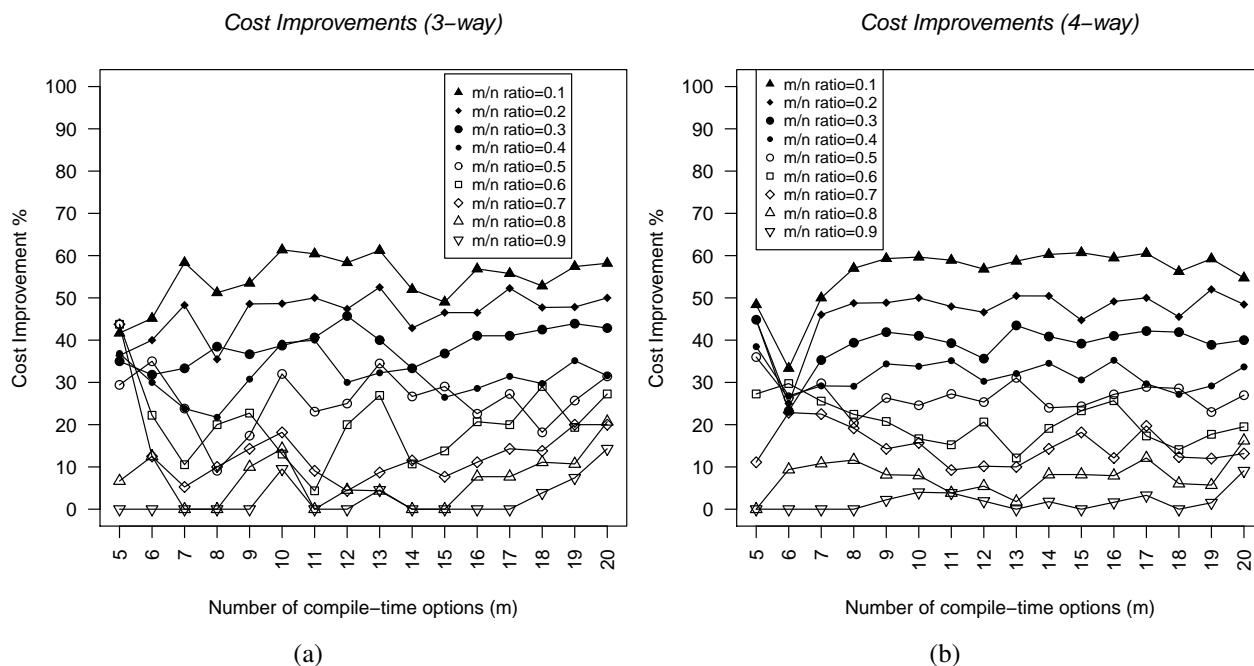 Cost Improvements (3−way)
100
90
80
70
60
50
40
30
20
10
0
Cost Improvement %
m/n ratio=0.1
m/n ratio=0.2
m/n ratio=0.3
m/n ratio=0.4
m/n ratio=0.5
m/n ratio=0.6
m/n ratio=0.7
m/n ratio=0.8
m/n ratio=0.9
5 6 7 8 9 10 11 12 13 14 15 16 17 18 19 20
Number of compile−time options (m)
(a)
Cost Improvements (4−way)
100
90
80
70
60
50
40
30
20
10
0
Cost Improvement %
m/n ratio=0.1
m/n ratio=0.2
m/n ratio=0.3
m/n ratio=0.4
m/n ratio=0.5
m/n ratio=0.6
m/n ratio=0.7
m/n ratio=0.8
m/n ratio=0.9
5 6 7 8 9 10 11 12 13 14 15 16 17 18 19 20
Number of compile−time options (m)
(b)